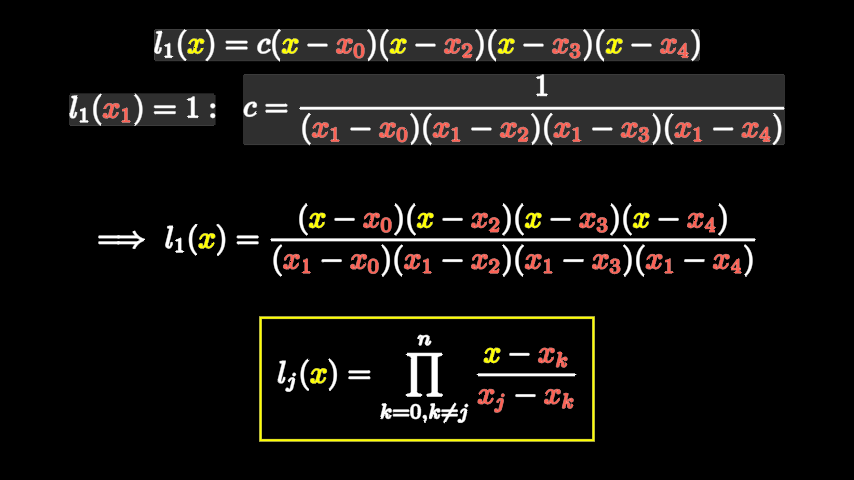 l₁(x) = c(x − x₀)(x − x₂)(x − x₃)(x − x₄)
l₁(x₁) = 1 : c = 1 / (x₁ − x₀)(x₁ − x₂)(x₁ − x₃)(x₁ − x₄)
⟹ l₁(x) = (x − x₀)(x − x₂)(x − x₃)(x − x₄) / (x₁ − x₀)(x₁ − x₂)(x₁ − x₃)(x₁ − x₄)
lⱼ(x) = ∏ⁿ k=0,k≠j (x − xₖ) / (xⱼ − xₖ)